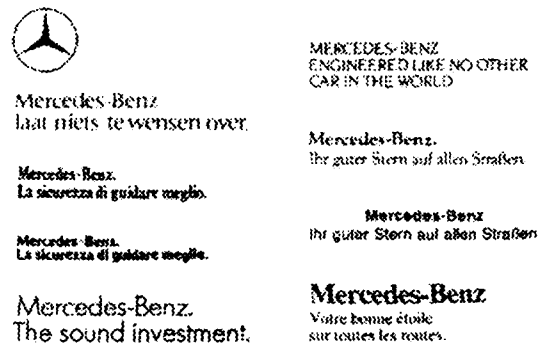 Mercedes-Benz
laat niets te wensen over.
Mercedes-Benz.
La sicurezza di guidare meglio.
Mercedes-Benz.
La sicurezza di guidare meglio.
Mercedes-Benz.
The sound investment.
MERCEDES-BENZ
ENGINEERED LIKE NO OTHER
CAR IN THE WORLD
Mercedes-Benz.
Ihr guter Stern auf allen Straßen.
Mercedes-Benz
Ihr guter Stern auf allen Straßen
Mercedes-Benz
Votre bonne étoile
sur toutes les routes.